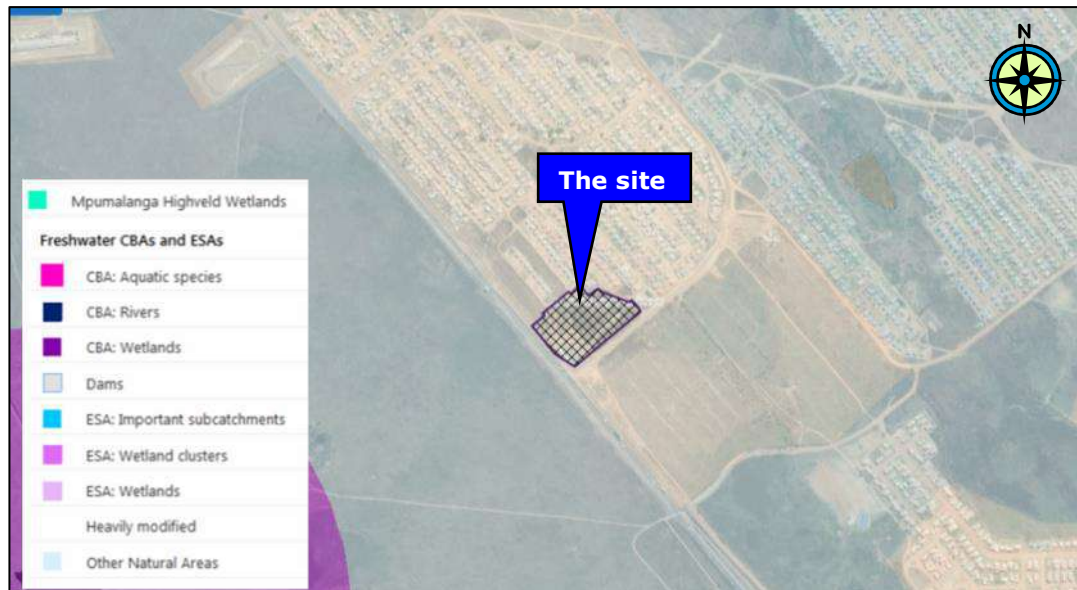 N
The site
Mpumalanga Highveld Wetlands
Freshwater CBAs and ESAs
CBA: Aquatic species
CBA: Rivers
CBA: Wetlands
Dams
ESA: Important subcatchments
ESA: Wetland clusters
ESA: Wetlands
Heavily modified
Other Natural Areas